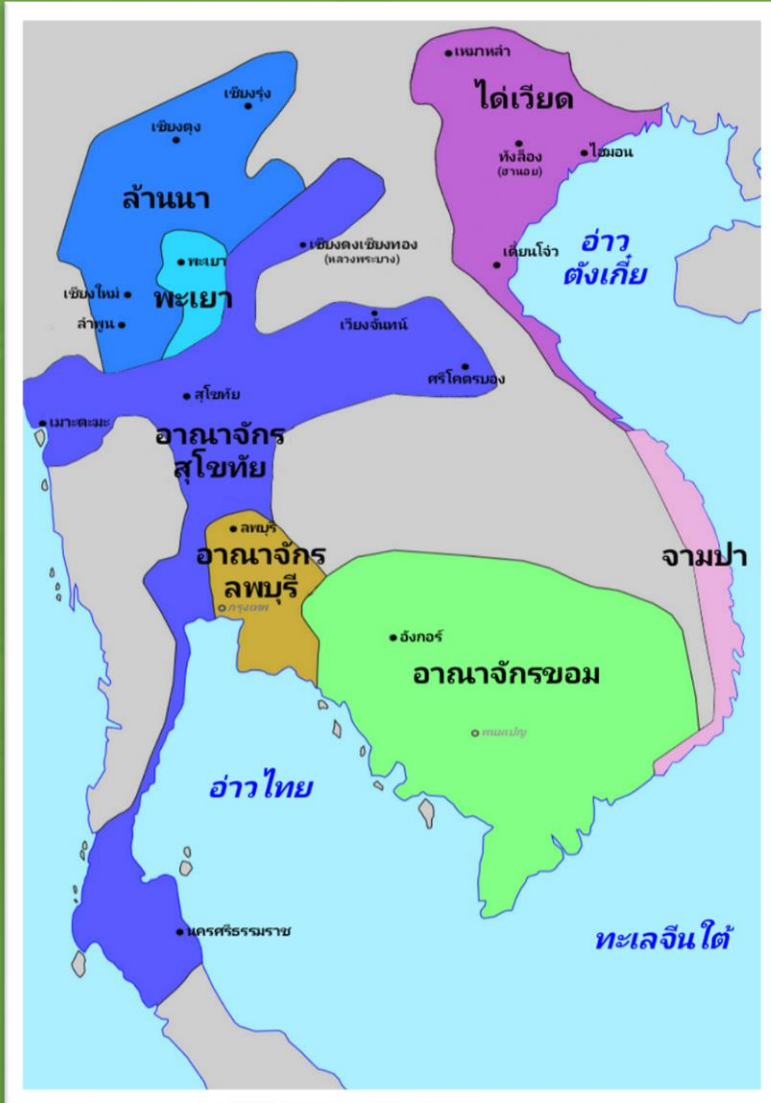 เหมาหล่า
ไดเวียด
เชียงรุ่ง
เชียงตุง
ทังล็อง
(ฮานอย)
ไฮมอน
ล้านนา
เชียงดงเชียงทอง
(หลวงพระบาง)
อ่าว
ตังเกี๋ย
เตี่ยนโจ่ว
พะเยา
พะเยา
เชียงใหม่
ลำพูน
เวียงจันทน์
ศรีโคตรบอง
สุโขทัย
เมาะตะมะ
อาณาจักร
สุโขทัย
ลพบุรี
อาณาจักร
ลพบุรี
กรุงเทพ
จามปา
อังกอร์
อาณาจักรขอม
พนมเปญ
อ่าวไทย
นครศรีธรรมราช
ทะเลจีนใต้